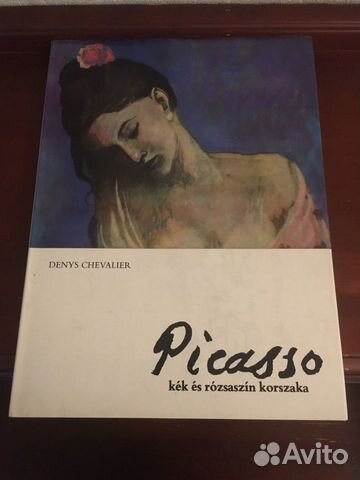 DENYS CHEVALIER
Picasso
kék és rózsaszín korszaka
Avito